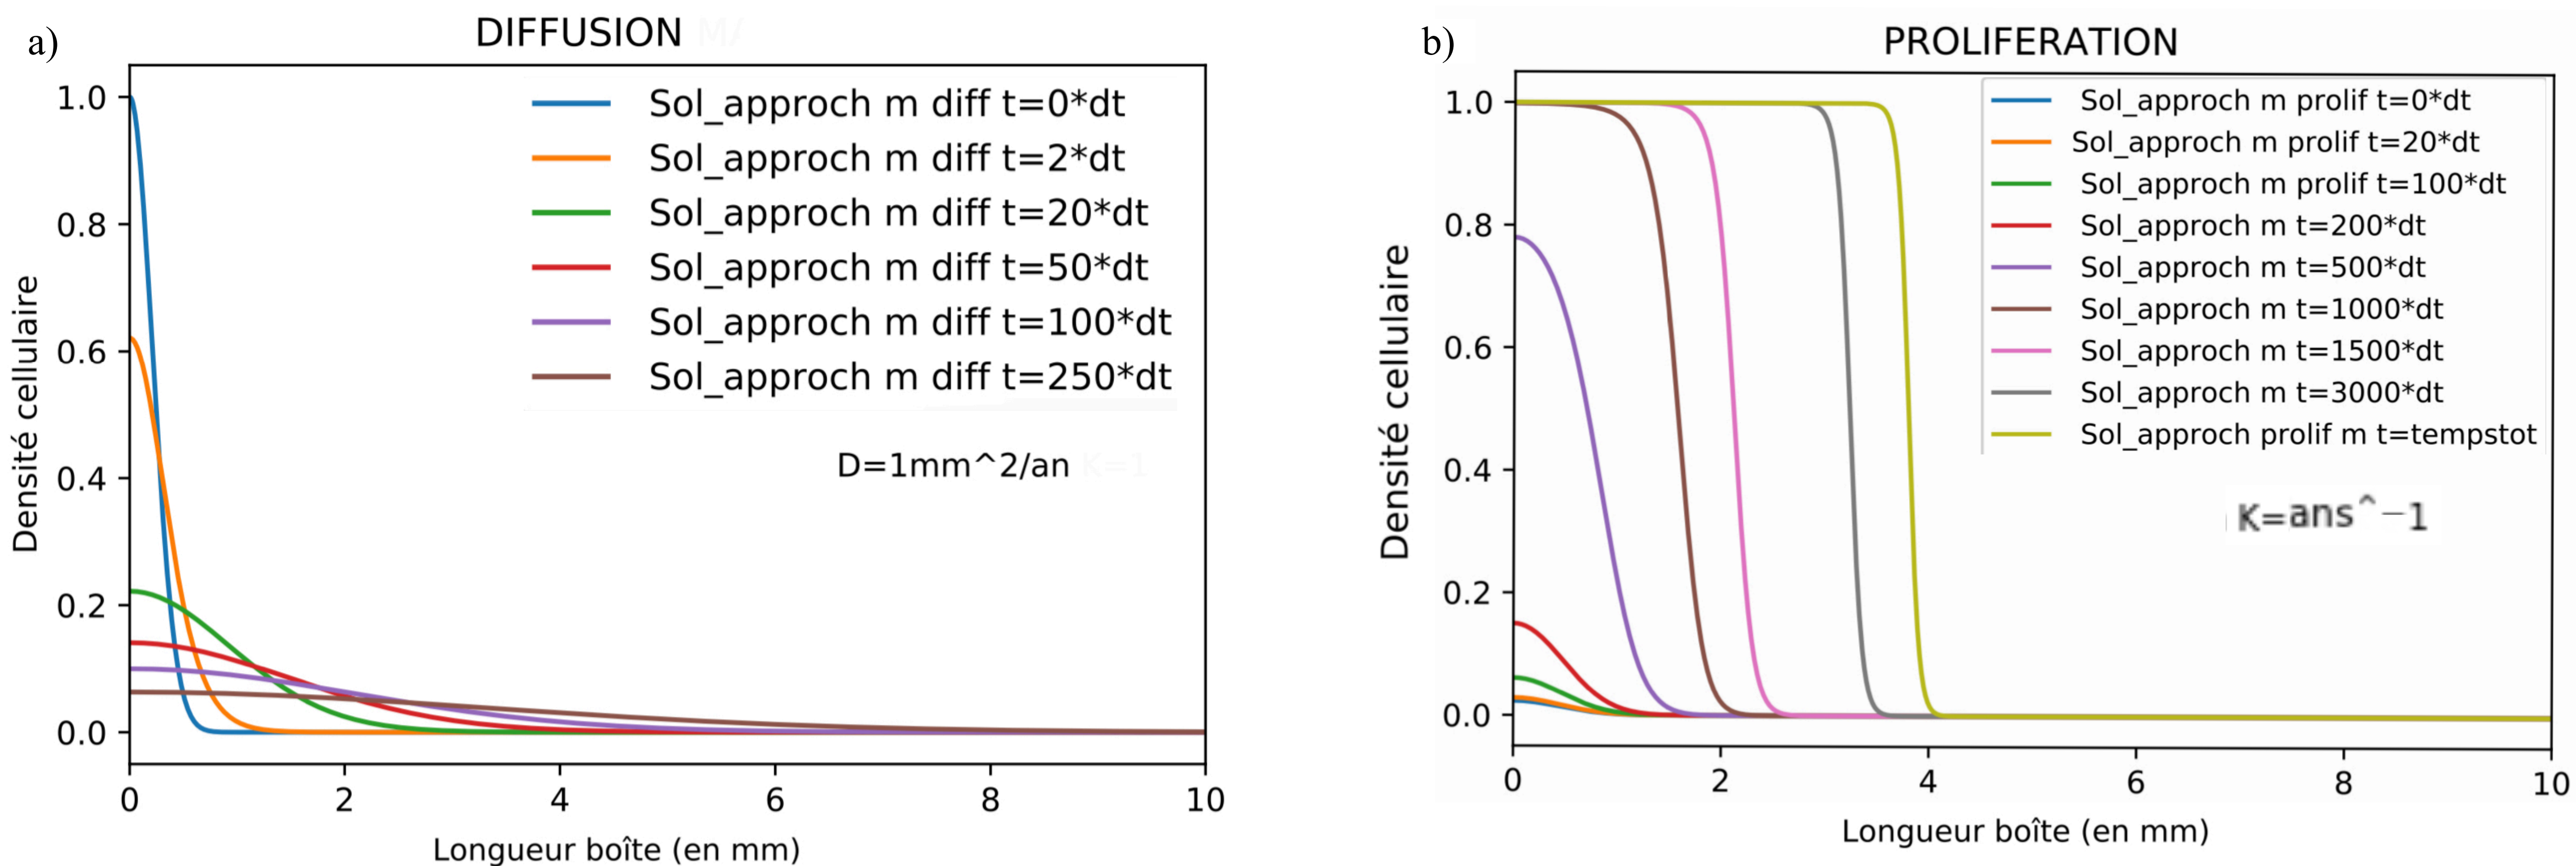 a)
DIFFUSION
1.0
0.8
0.6
0.4
0.2
0.0
Densité cellulaire
Sol_approch m diff t=0*dt
Sol_approch m diff t=2*dt
Sol_approch m diff t=20*dt
Sol_approch m diff t=50*dt
Sol_approch m diff t=100*dt
Sol_approch m diff t=250*dt
D=1mm^2/an K=1
0 2 4 6 8 10
Longueur boîte (en mm)
b)
PROLIFERATION
1.0
0.8
0.6
0.4
0.2
0.0
Densité cellulaire
Sol_approch m prolif t=0*dt
Sol_approch m prolif t=20*dt
Sol_approch m prolif t=100*dt
Sol_approch m t=200*dt
Sol_approch m t=500*dt
Sol_approch m t=1000*dt
Sol_approch m t=1500*dt
Sol_approch m t=3000*dt
Sol_approch prolif m t=tempstot
K=ans^−1
0 2 4 6 8 10
Longueur boîte (en mm)